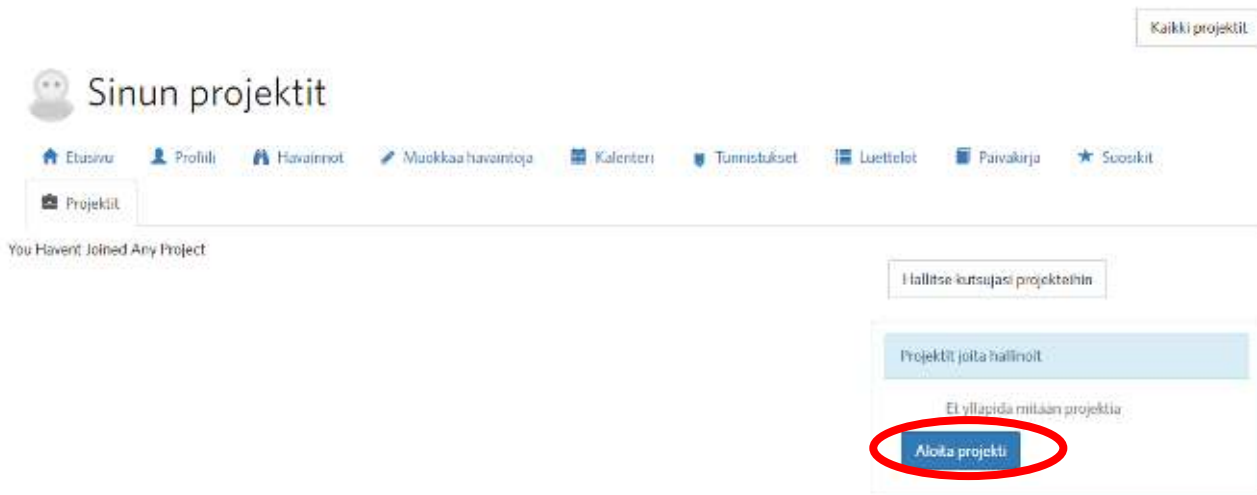 Kaikki projektit
Sinun projektit
Etusivu Profiili Havainnot Muokkaa havaintoja Kalenteri Tunnistukset Luettelot Päiväkirja Suosikit
Projektit
You Havent Joined Any Project
Hallitse kutsujasi projekteihin
Projektit joita hallinoit
Et ylläpidä mitään projektia
Aloita projekti